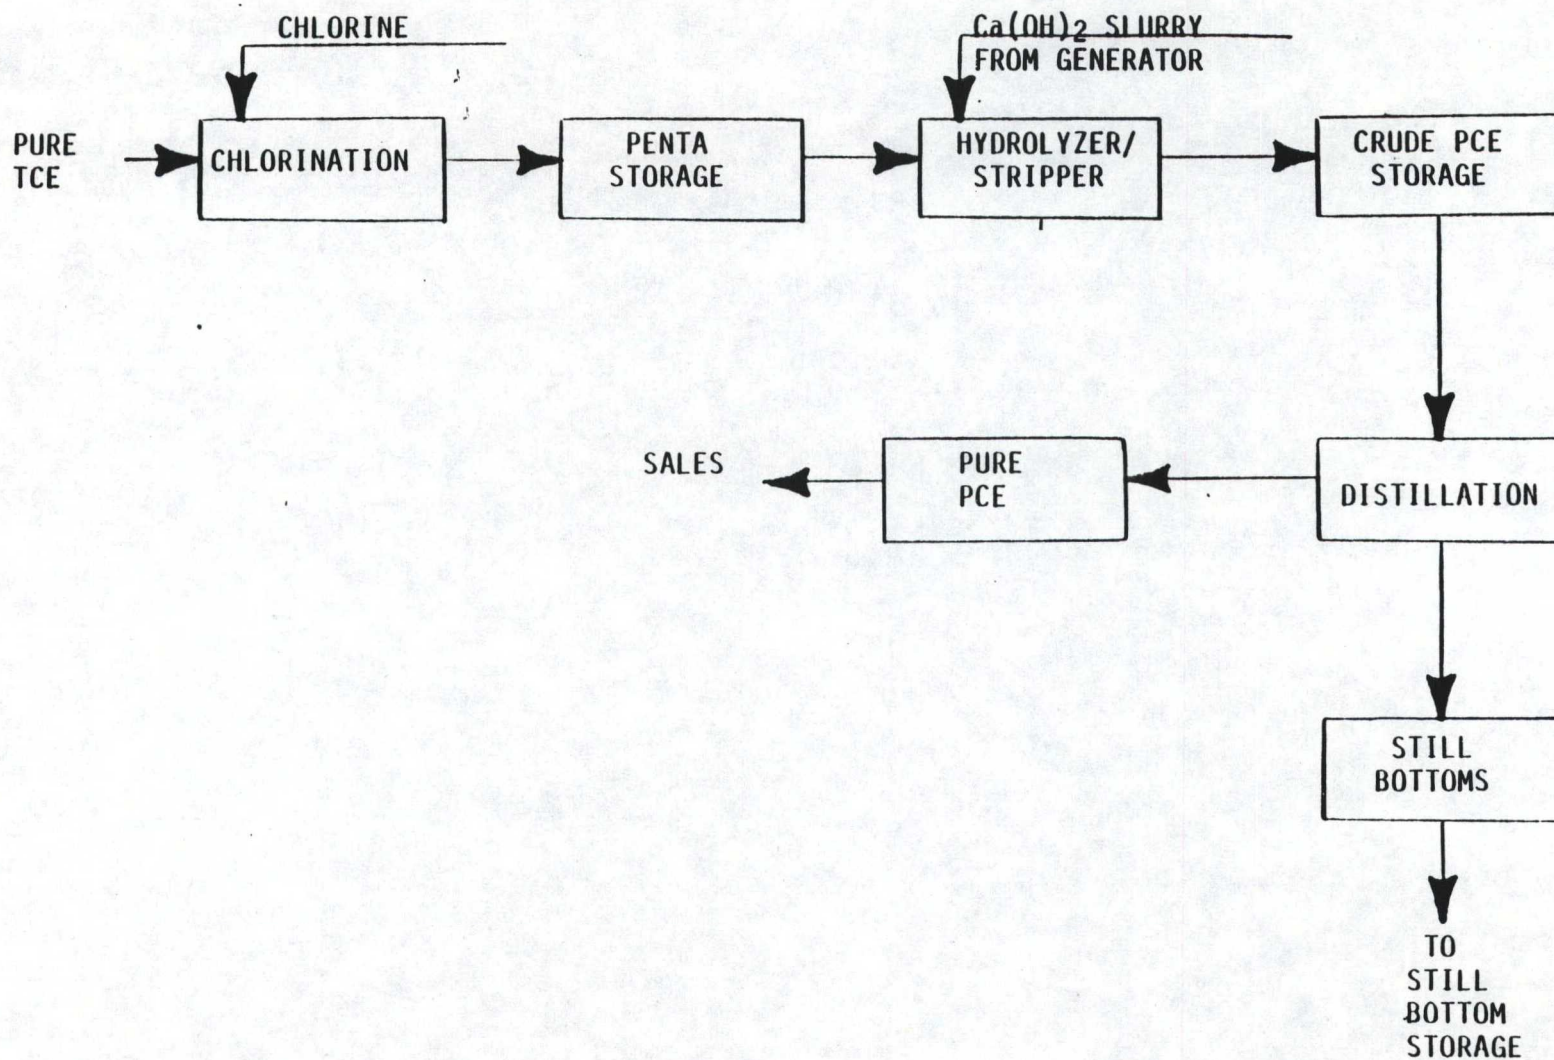 CHLORINE
Ca(OH)2 SLURRY
FROM GENERATOR
PURE
TCE
CHLORINATION
PENTA
STORAGE
HYDROLYZER/
STRIPPER
CRUDE PCE
STORAGE
SALES
PURE
PCE
DISTILLATION
STILL
BOTTOMS
TO
STILL
BOTTOM
STORAGE